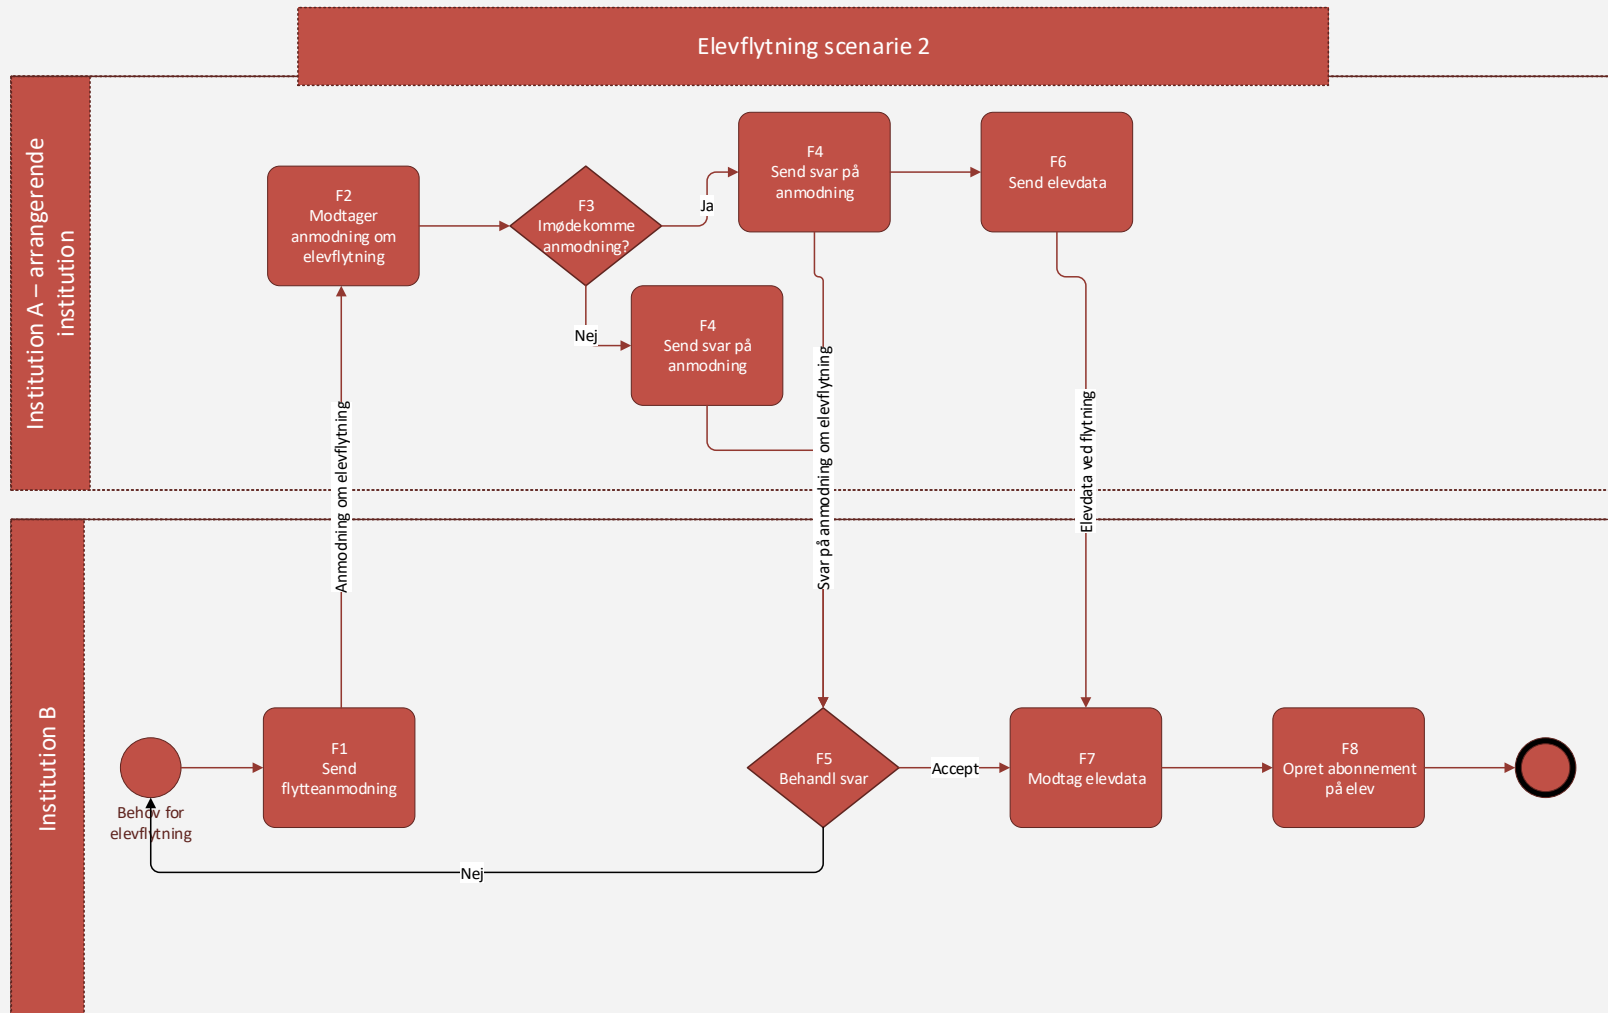 Elevflytning scenarie 2
Institution A – arrangerende
institution
F2
Modtager
anmodning om
elevflytning
F3
Imødekomme
anmodning?
Ja
Nej
F4
Send svar på
anmodning
F4
Send svar på
anmodning
F6
Send elevdata
Anmodning om elevflytning
Svar på anmodning om elevflytning
Elevdata ved flytning
Institution B
Behov for
elevflytning
F1
Send
flytteanmodning
F5
Behandl svar
Accept
Nej
F7
Modtag elevdata
F8
Opret abonnement
på elev